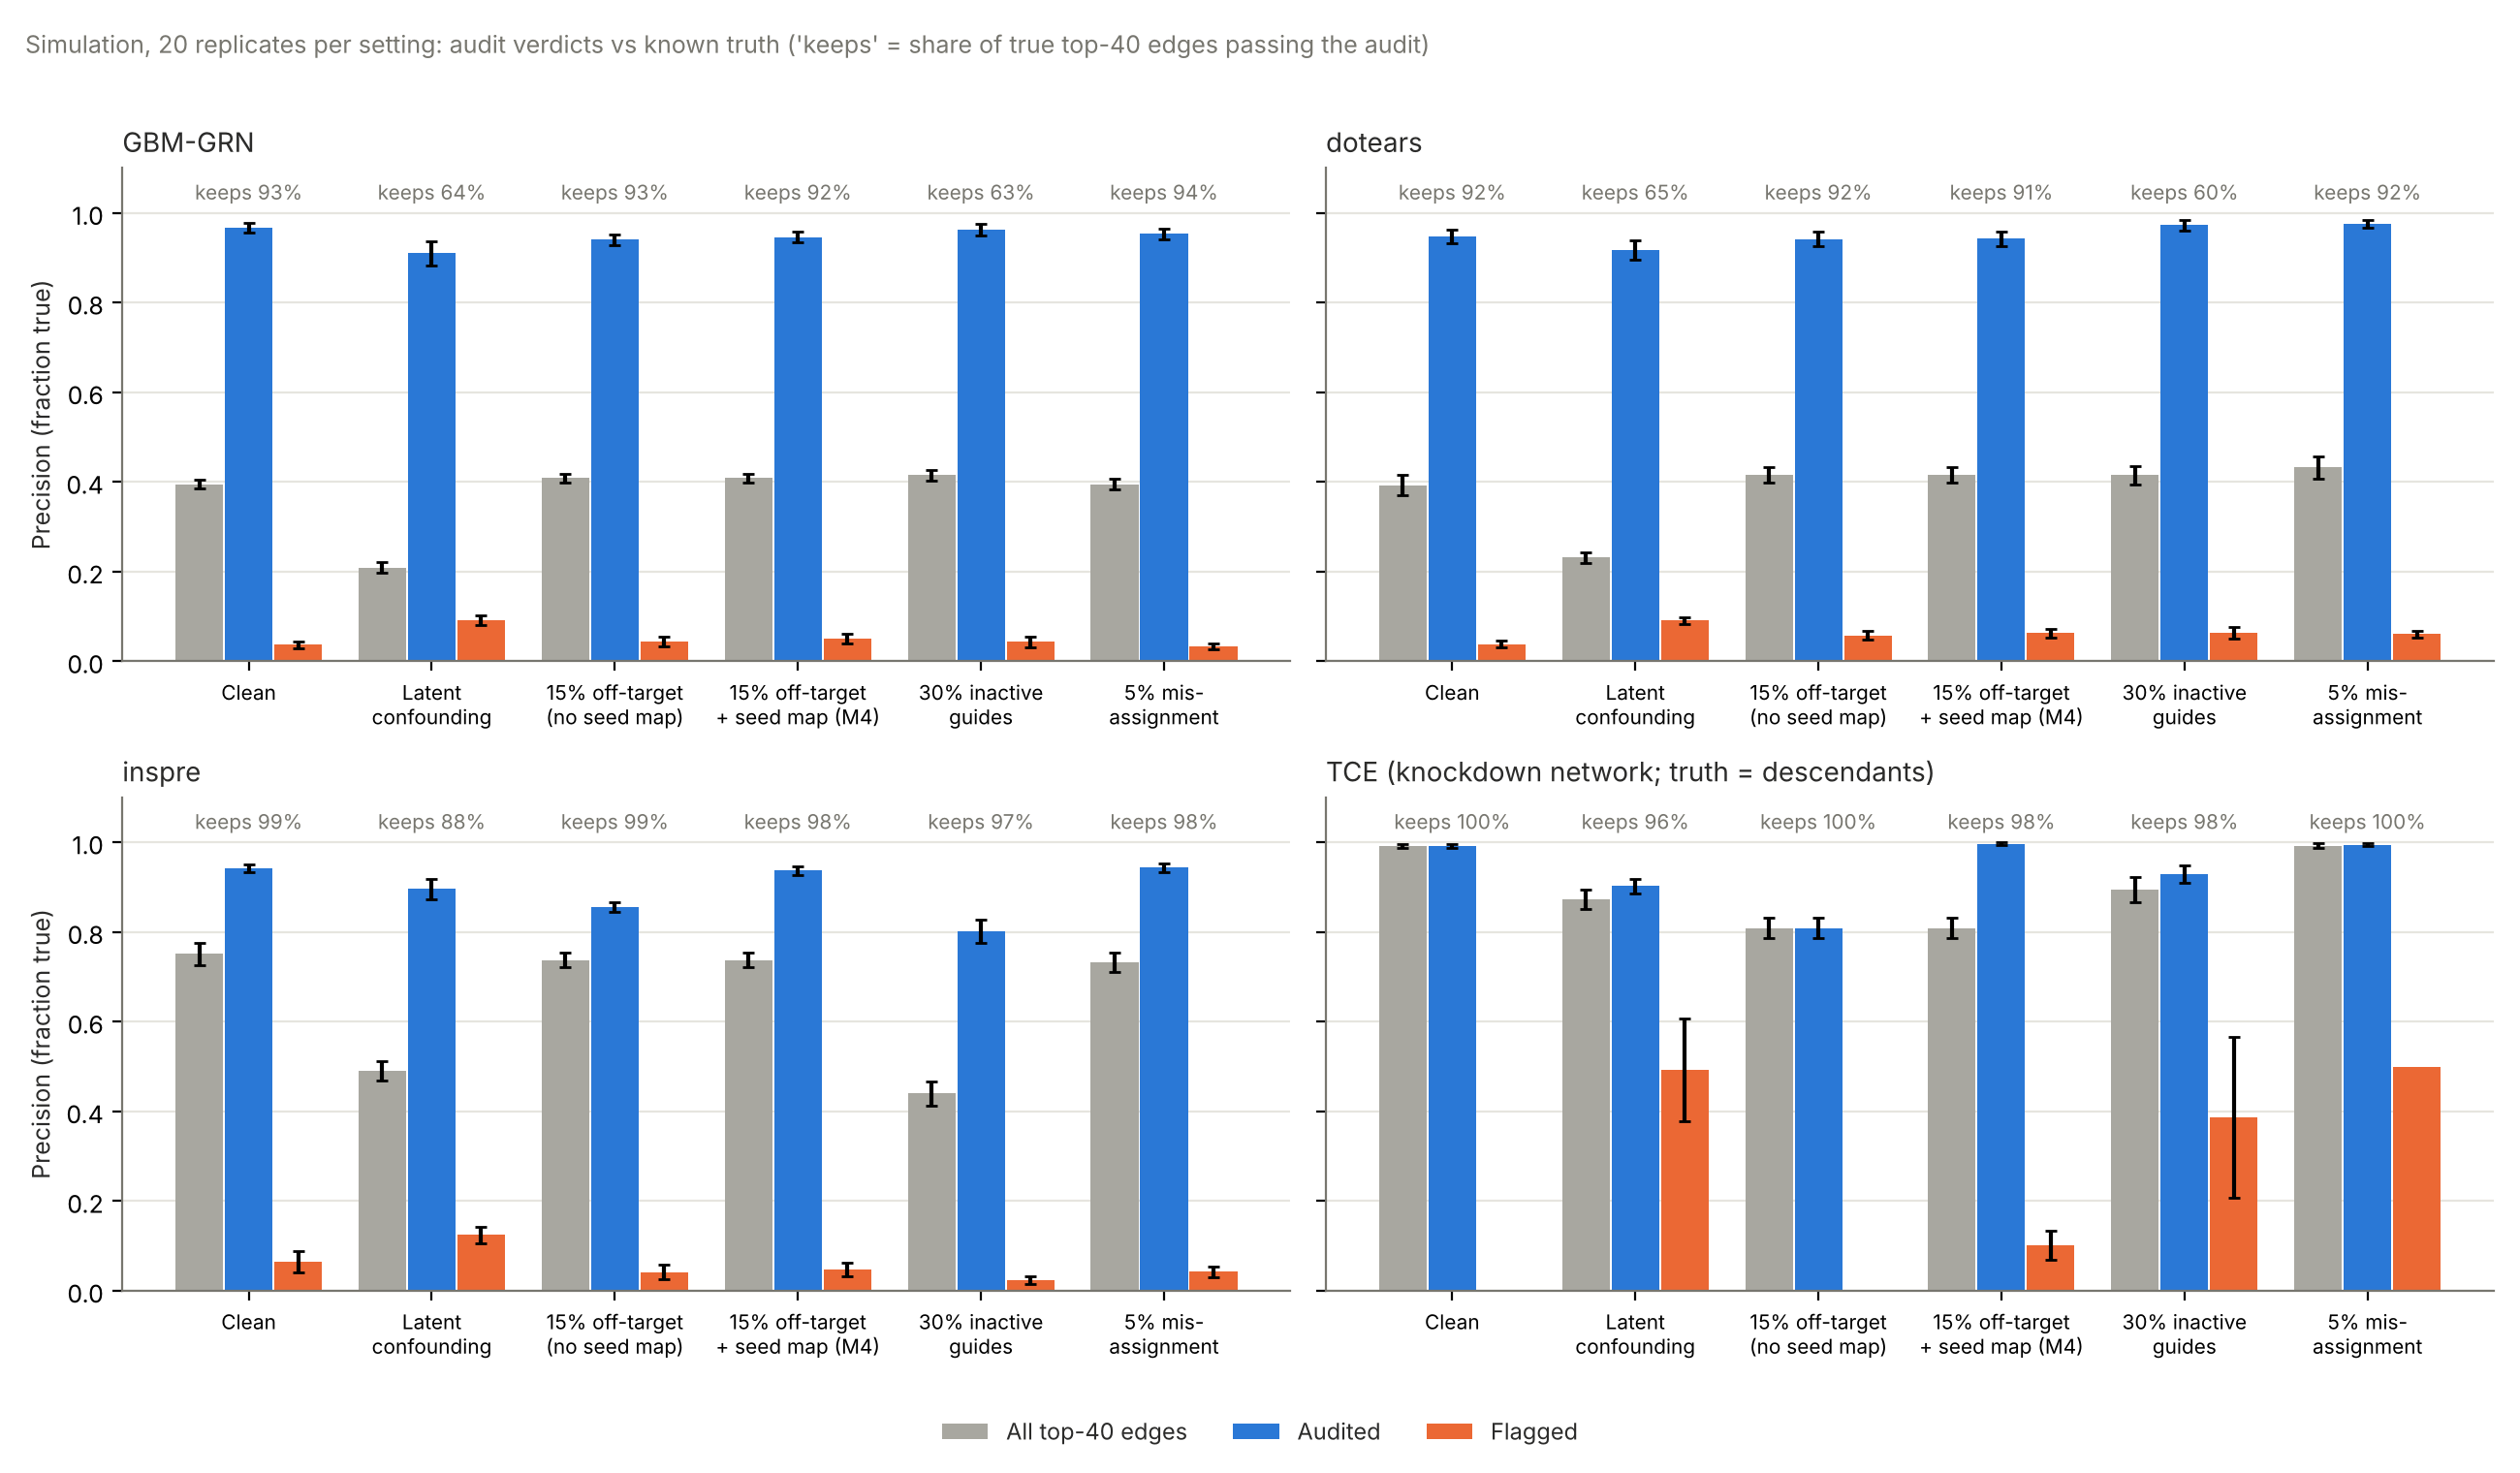 Simulation, 20 replicates per setting: audit verdicts vs known truth ('keeps' = share of true top-40 edges passing the audit)
GBM-GRN
keeps 93% keeps 64% keeps 93% keeps 92% keeps 63% keeps 94%
Precision (fraction true)
1.0
0.8
0.6
0.4
0.2
0.0
Clean Latent 15% off-target 15% off-target 30% inactive 5% mis-
confounding (no seed map) + seed map (M4) guides assignment
dotears
keeps 92% keeps 65% keeps 92% keeps 91% keeps 60% keeps 92%
Clean Latent 15% off-target 15% off-target 30% inactive 5% mis-
confounding (no seed map) + seed map (M4) guides assignment
inspre
keeps 99% keeps 88% keeps 99% keeps 98% keeps 97% keeps 98%
Precision (fraction true)
1.0
0.8
0.6
0.4
0.2
0.0
Clean Latent 15% off-target 15% off-target 30% inactive 5% mis-
confounding (no seed map) + seed map (M4) guides assignment
TCE (knockdown network; truth = descendants)
keeps 100% keeps 96% keeps 100% keeps 98% keeps 98% keeps 100%
Clean Latent 15% off-target 15% off-target 30% inactive 5% mis-
confounding (no seed map) + seed map (M4) guides assignment
All top-40 edges Audited Flagged